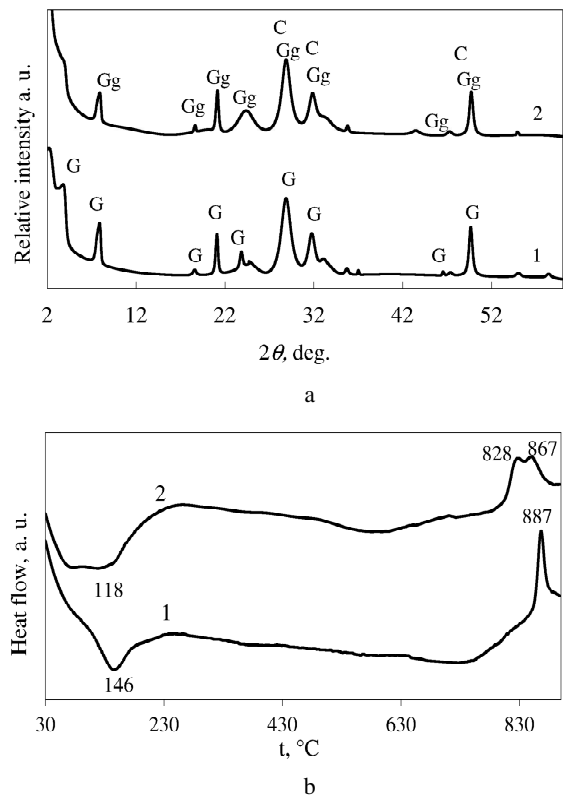 Relative intensity a. u.
C
Gg
C
Gg
C
Gg
Gg
Gg
Gg
Gg
Gg
2
G
G
G
G
G
G
G
G
G
1
2 12 22 32 42 52
2θ, deg.
a
Heat flow, a. u.
828 867
887
2
118
1
146
30 230 430 630 830
t, °C
b